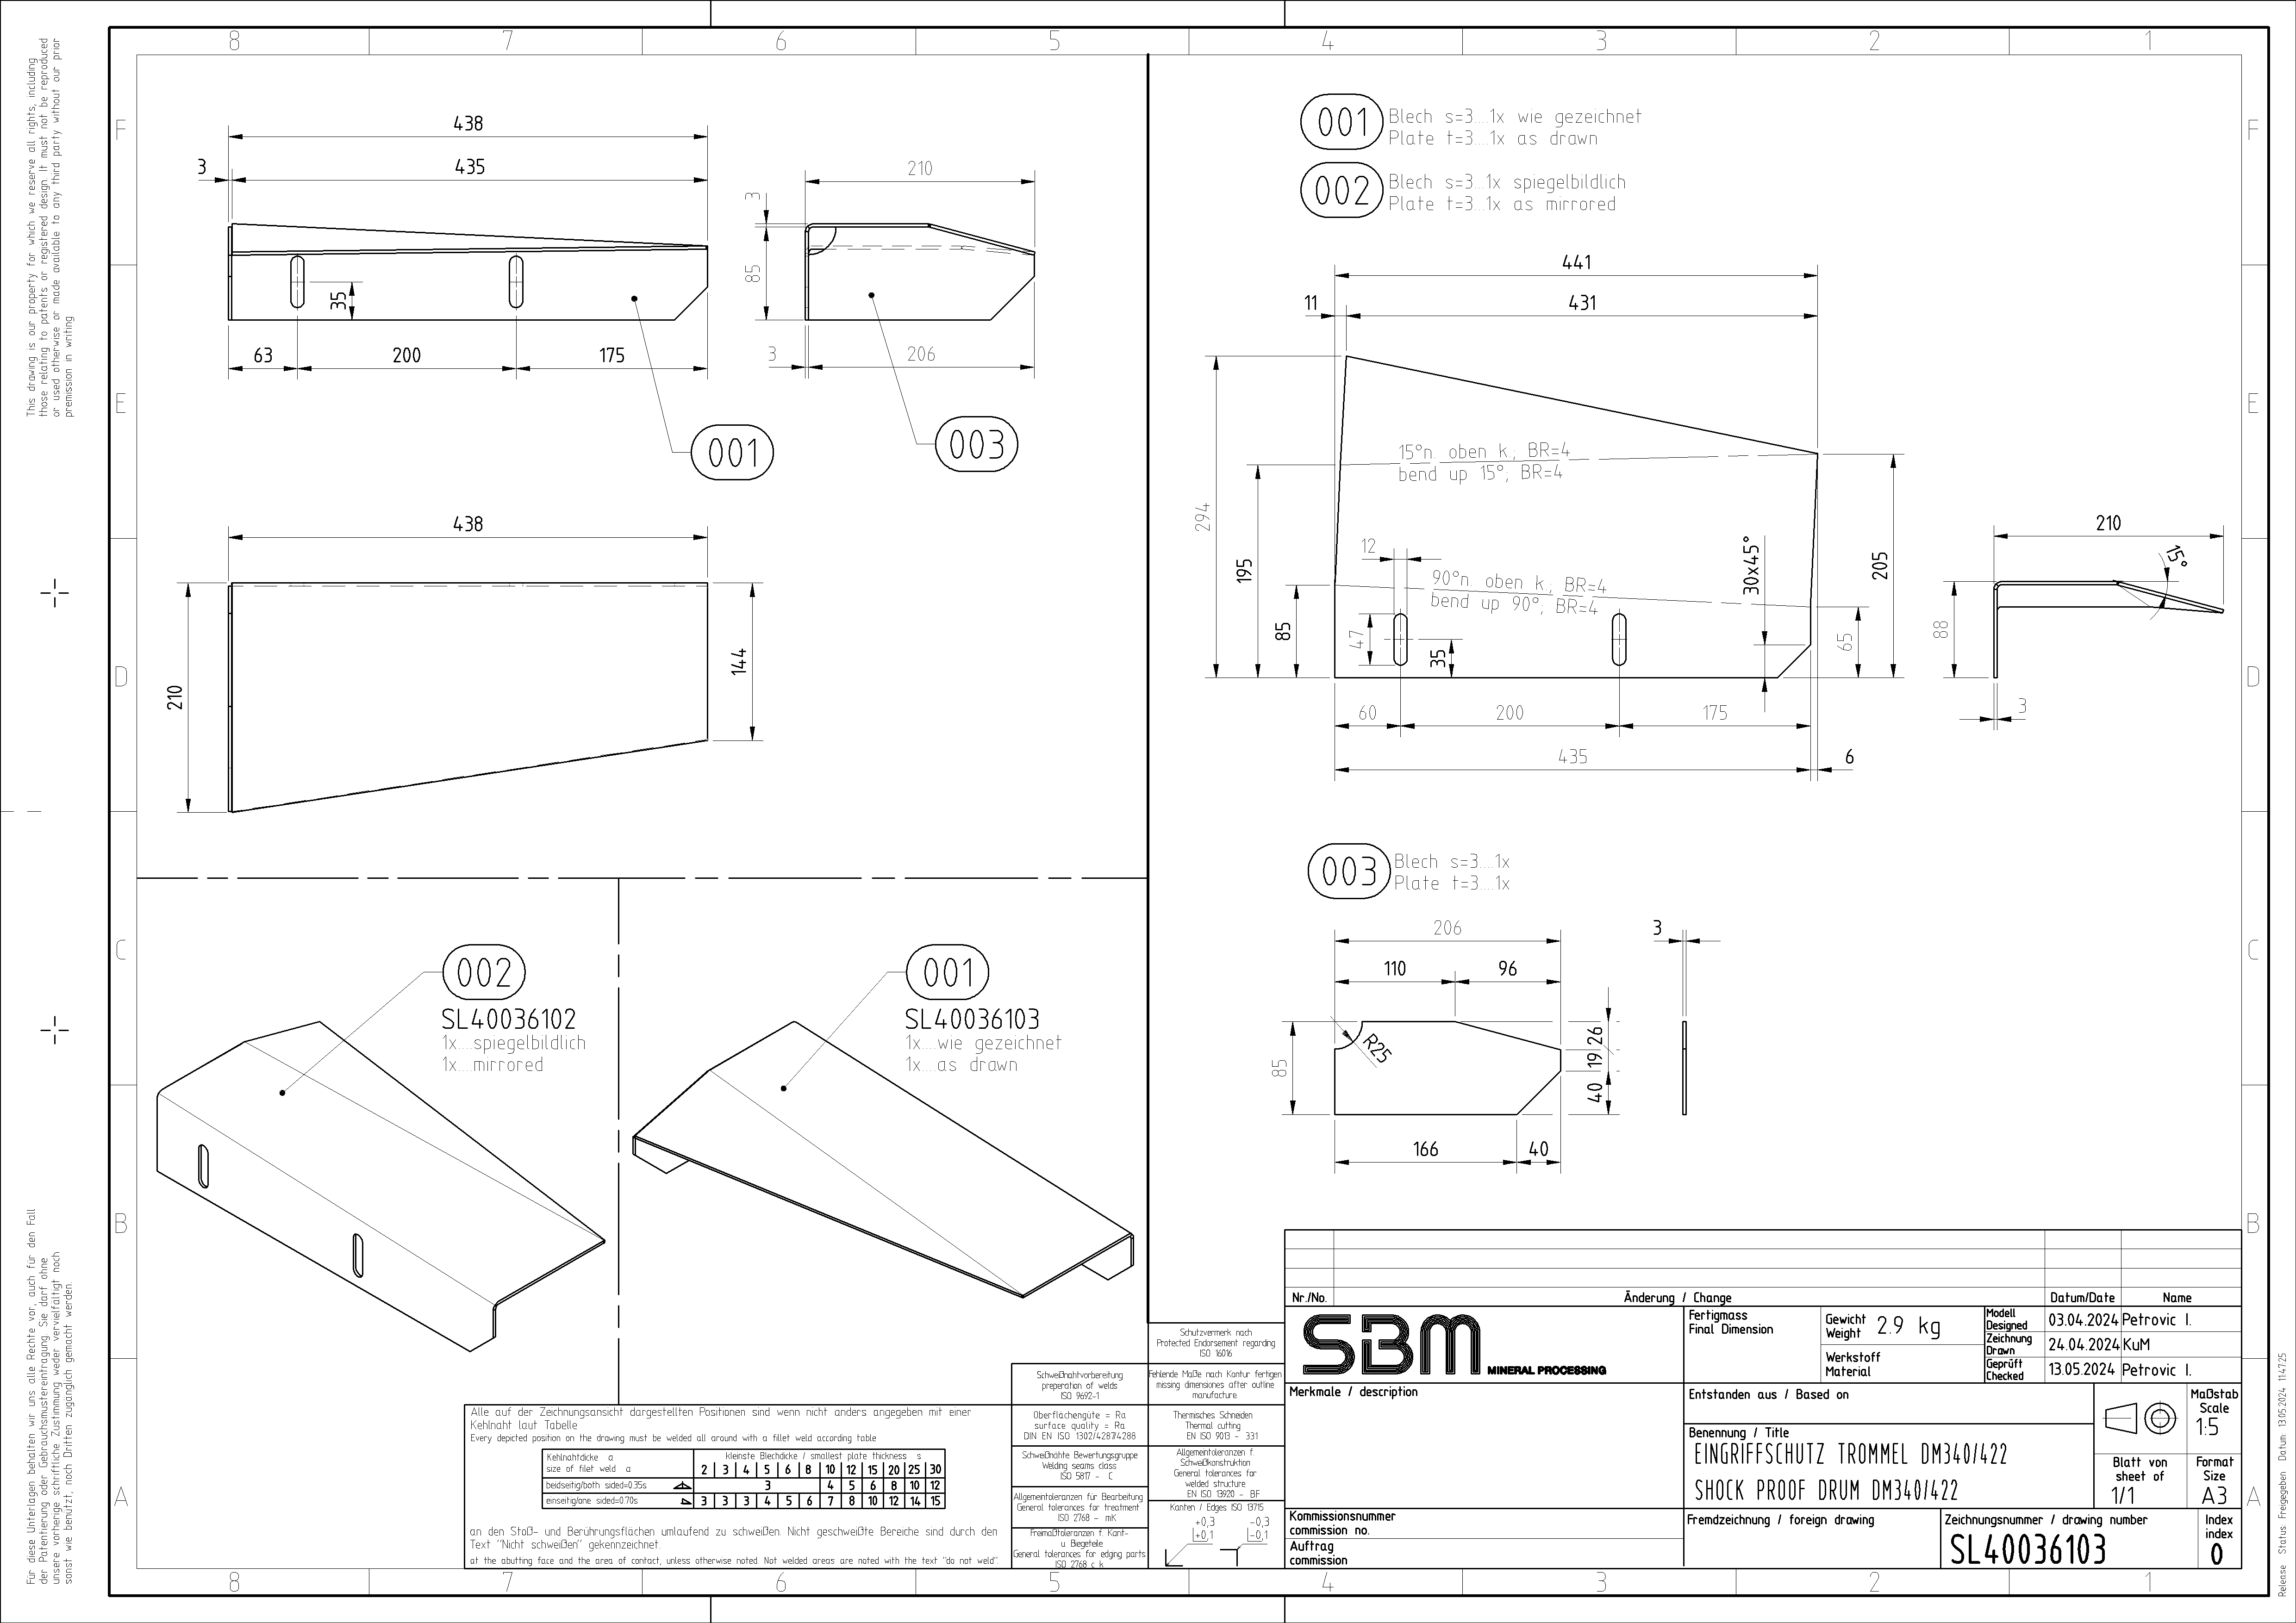 8 7 6 5 4 3 2 1
F
E
D
C
B
A
This drawing is our property for which we reserve all rights, including
those relating to patents or registered design. It must not be reproduced
or used otherwise or made available to any third party without our prior
premission in writing
Für diese Unterlagen behalten wir uns alle Rechte vor, auch für den Fall
der Patentierung oder Gebrauchsmustereintragung. Sie darf ohne
unsere vorherige schriftliche Zustimmung weder vervielfältigt noch
sonst wie benutzt, noch Dritten zugänglich gemacht werden.
438
3 435
35
63 200 175
001
210
3
85
3 206
003
438
210
144
002
SL40036102
1x....spiegelbildlich
1x....mirrored
001
SL40036103
1x....wie gezeichnet
1x....as drawn
001 Blech s=3....1x wie gezeichnet
Plate t=3....1x as drawn
002 Blech s=3...1x spiegelbildlich
Plate t=3...1x as mirrored
441
11 431
15°n. oben k.; BR=4
bend up 15°; BR=4
294
195
85
12
90°n. oben k.; BR=4
bend up 90°; BR=4
47
35
30x45°
205
65
60 200 175
435 6
210
15°
88
3
003 Blech s=3....1x
Plate t=3....1x
206
110 96
R25
85
26
19
40
166 40
3
Schutzvermerk nach
Protected Endorsement regarding
ISO 16016
Schweißnahtvorbereitung
preperation of welds
ISO 9692-1
Fehlende Maße nach Kontur fertigen
missing dimensiones after outline
manufacture.
Oberflächengüte = Ra
surface quality = Ra
DIN EN ISO 1302/4287/4288
Thermisches Schneiden
Thermal cutting
EN ISO 9013 - 331
Schweißnähte Bewertungsgruppe
Welding seams class
ISO 5817 - C
Allgemeintoleranzen f.
Schweißkonstruktion
General tolerances for
welded structure
EN ISO 13920 - BF
Allgemeintoleranzen für Bearbeitung
General tolerances for treatment
ISO 2768 - mK
Kanten / Edges ISO 13715
+0,3 -0,3
+0,1 -0,1
Freimaßtoleranzen f. Kant-
u. Biegeteile
General tolerances for edging parts
ISO 2768 c k
Alle auf der Zeichnungsansicht dargestellten Positionen sind wenn nicht anders angegeben mit einer
Kehlnaht laut Tabelle
Every depicted position on the drawing must be welded all around with a fillet weld according table
Kehlnahtdicke a kleinste Blechdicke / smallest plate thickness s
size of filet weld a 2 3 4 5 6 8 10 12 15 20 25 30
beidseitig/both sided=0.35s 3 4 5 6 8 10 12
einseitig/one sided=0.70s 3 3 3 4 5 6 7 8 10 12 14 15
an den Stoß- und Berührungsflächen umlaufend zu schweißen. Nicht geschweißte Bereiche sind durch den
Text "Nicht schweißen" gekennzeichnet.
at the abutting face and the area of contact, unless otherwise noted. Not welded areas are noted with the text "do not weld".
Nr./No. Änderung / Change Datum/Date Name
SBM
MINERAL PROCESSING
Fertigmass
Final Dimension
Gewicht
Weight 2.9 kg
Werkstoff
Material
Modell
Designed 03.04.2024 Petrovic I.
Zeichnung
Drawn 24.04.2024 KuM
Geprüft
Checked 13.05.2024 Petrovic I.
Merkmale / description
Entstanden aus / Based on
Maßstab
Scale
1:5
Benennung / Title
EINGRIFFSCHUTZ TROMMEL DM340/422
SHOCK PROOF DRUM DM340/422
Blatt von
sheet of
1/1
Format
Size
A3
Kommissionsnummer
commission no.
Auftrag
commission
Fremdzeichnung / foreign drawing
Zeichnungsnummer / drawing number
SL40036103
Index
index
0
Release Status: Freigegeben Datum: 13.05.2024 11:47:25
F
E
D
C
B
A
8 7 6 5 4 3 2 1